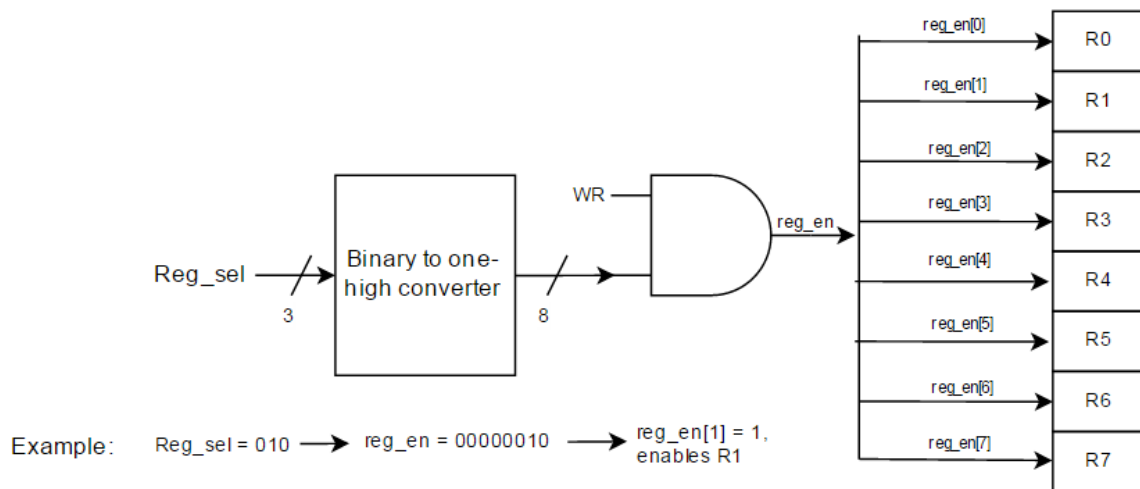 reg_en[0]
R0
reg_en[1]
R1
reg_en[2]
R2
WR
reg_en
reg_en[3]
R3
Reg_sel
3
Binary to one-
high converter
8
reg_en[4]
R4
reg_en[5]
R5
reg_en[6]
R6
reg_en[7]
R7
Example:
Reg_sel = 010
reg_en = 00000010
reg_en[1] = 1,
enables R1